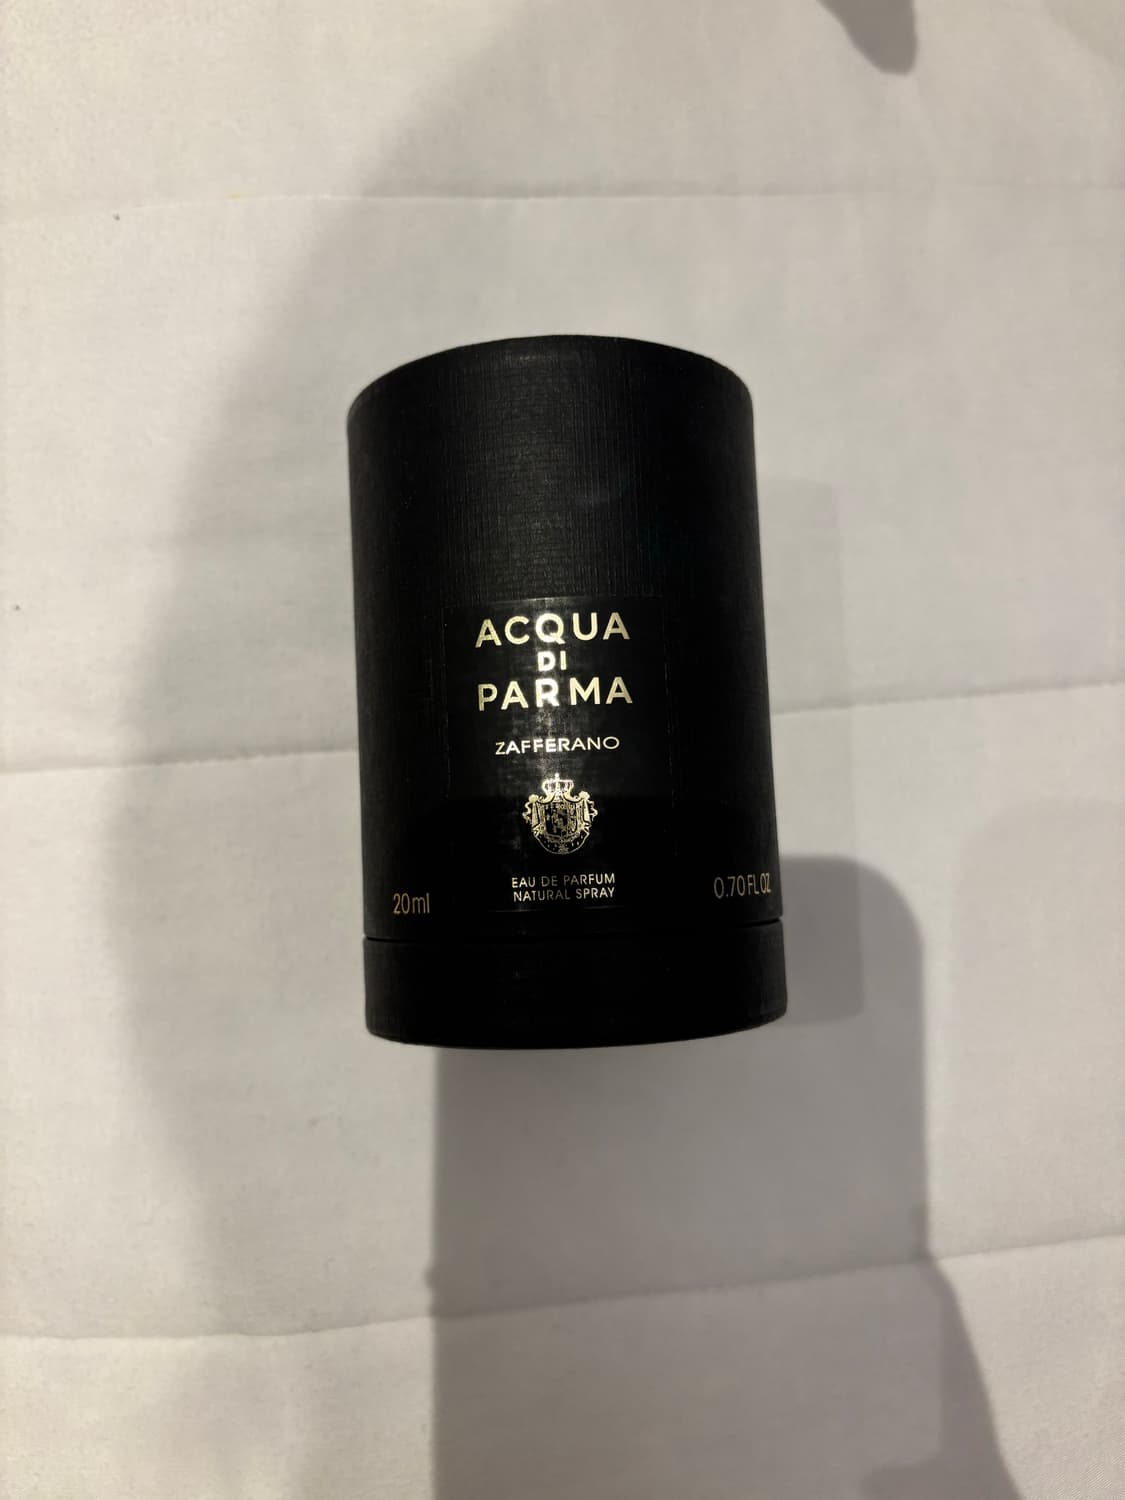 ACQUA
DI
PARMA
ZAFFERANO
EAU DE PARFUM
NATURAL SPRAY
20ml
0.70 FL OZ